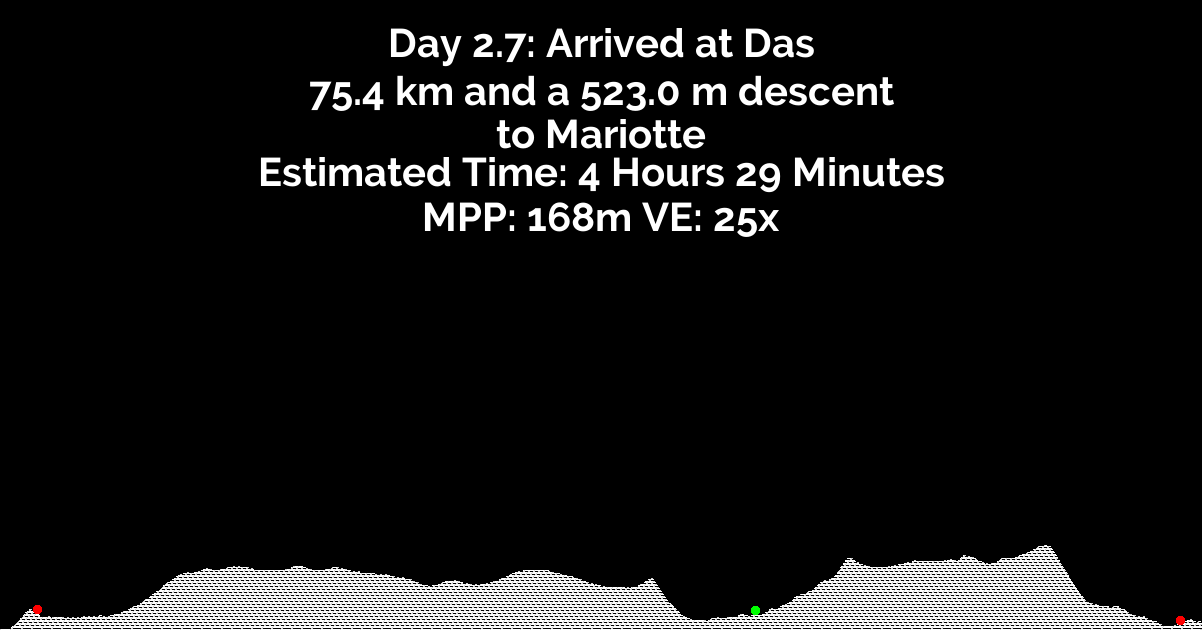 Day 2.7: Arrived at Das
75.4 km and a 523.0 m descent
to Mariotte
Estimated Time: 4 Hours 29 Minutes
MPP: 168m VE: 25x